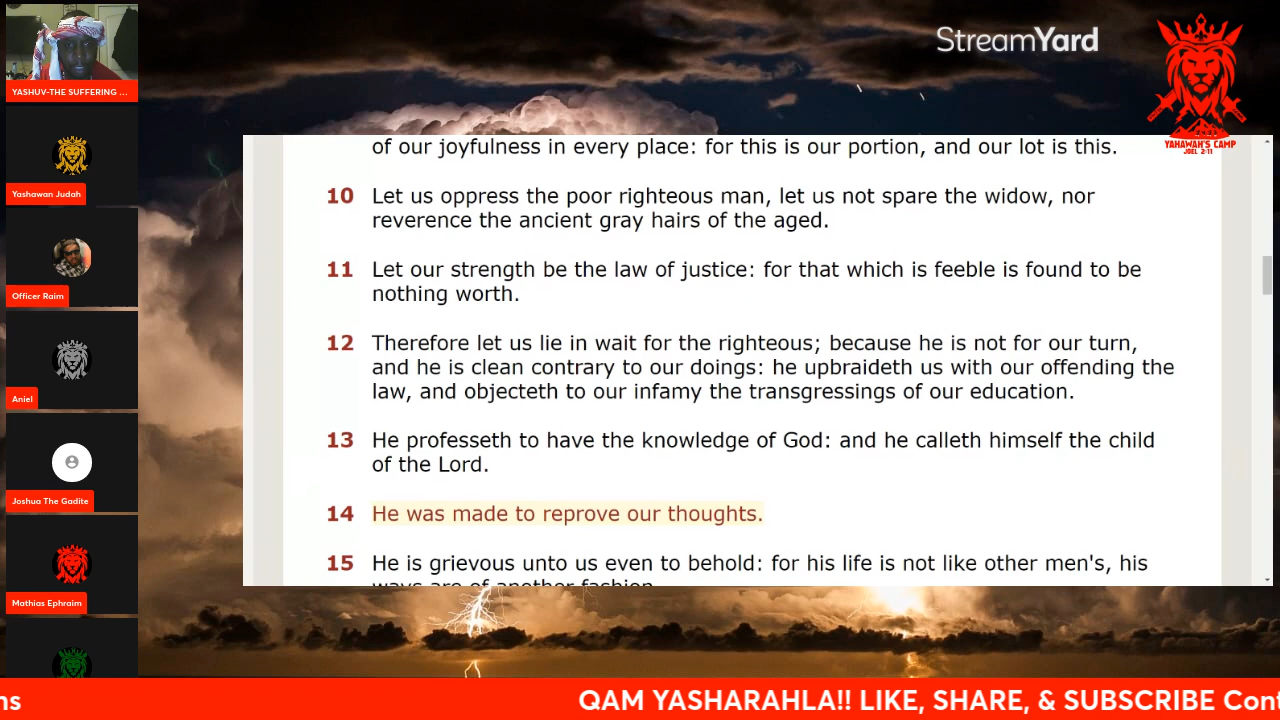 YASHUV-THE SUFFERING ...
Yashawan Judah
Officer Raim
Aniel
Joshua The Gadite
Mathias Ephraim
StreamYard
YAHAWAH'S CAMP
JOEL 2:11
of our joyfulness in every place: for this is our portion, and our lot is this.
10 Let us oppress the poor righteous man, let us not spare the widow, nor
reverence the ancient gray hairs of the aged.
11 Let our strength be the law of justice: for that which is feeble is found to be
nothing worth.
12 Therefore let us lie in wait for the righteous; because he is not for our turn,
and he is clean contrary to our doings: he upbraideth us with our offending the
law, and objecteth to our infamy the transgressings of our education.
13 He professeth to have the knowledge of God: and he calleth himself the child
of the Lord.
14 He was made to reprove our thoughts.
15 He is grievous unto us even to behold: for his life is not like other men's, his
ways are of another fashion
ns QAM YASHARAHLA!! LIKE, SHARE, & SUBSCRIBE Cont